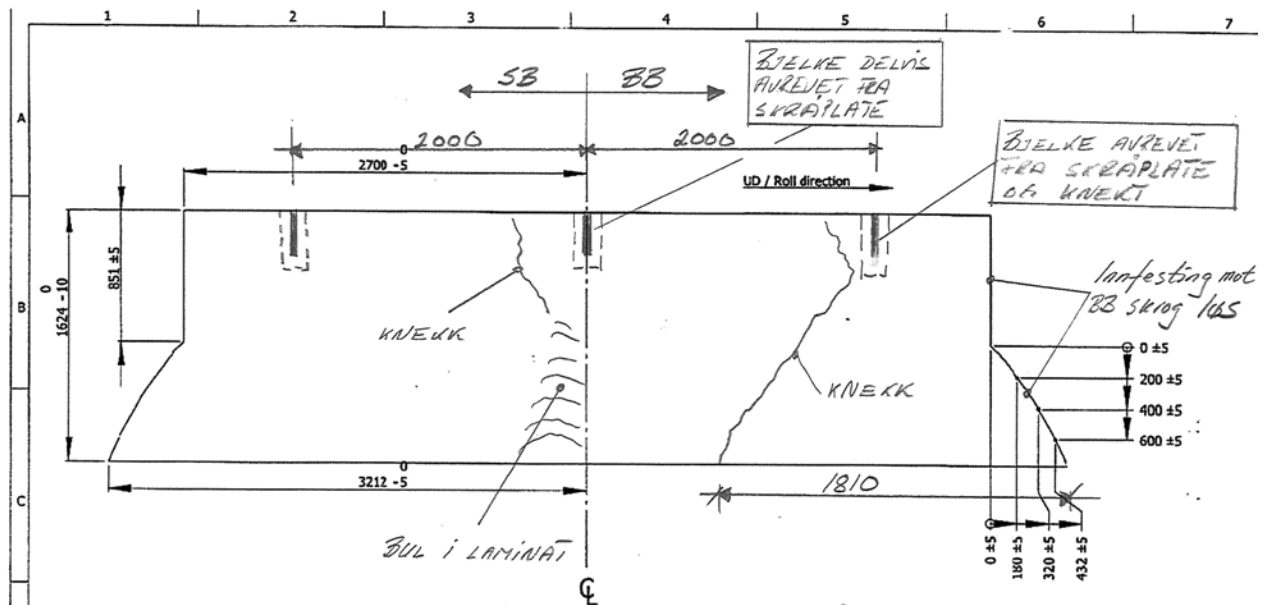 1 2 3 4 5 6 7
A
B
C
SB BB
BJELKE DELVIS
AVREVET FRA
SKRÅPLATE
BJELKE AVREVET
FRA SKRÅPLATE
OG KNEKT
2000 2000
0
2700 -5
UD / Roll direction
851 ±5
0
1624 -10
KNEKK
KNEKK
Innfesting mot
BB skrog
0 ±5
200 ±5
400 ±5
600 ±5
0
3212 -5
1810
BUL I LAMINAT
0 ±5
180 ±5
320 ±5
432 ±5
CL